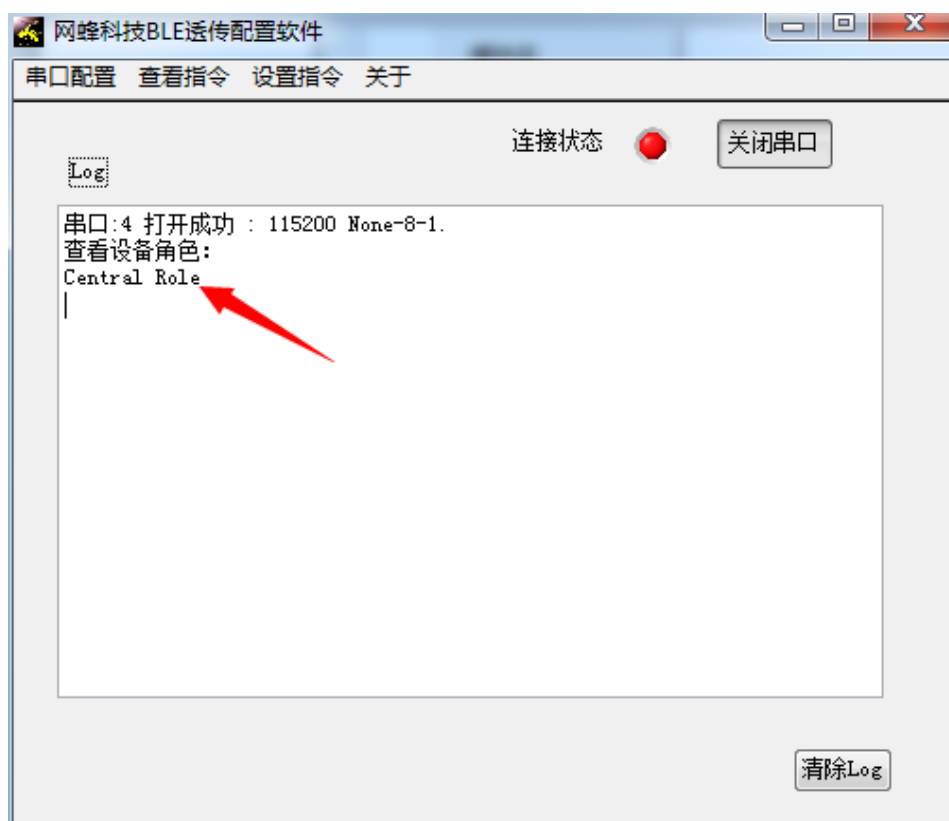 网蜂科技BLE透传配置软件
串口配置 查看指令 设置指令 关于
连接状态 关闭串口
Log
串口:4 打开成功 : 115200 None-8-1.
查看设备角色:
Central Role
清除Log